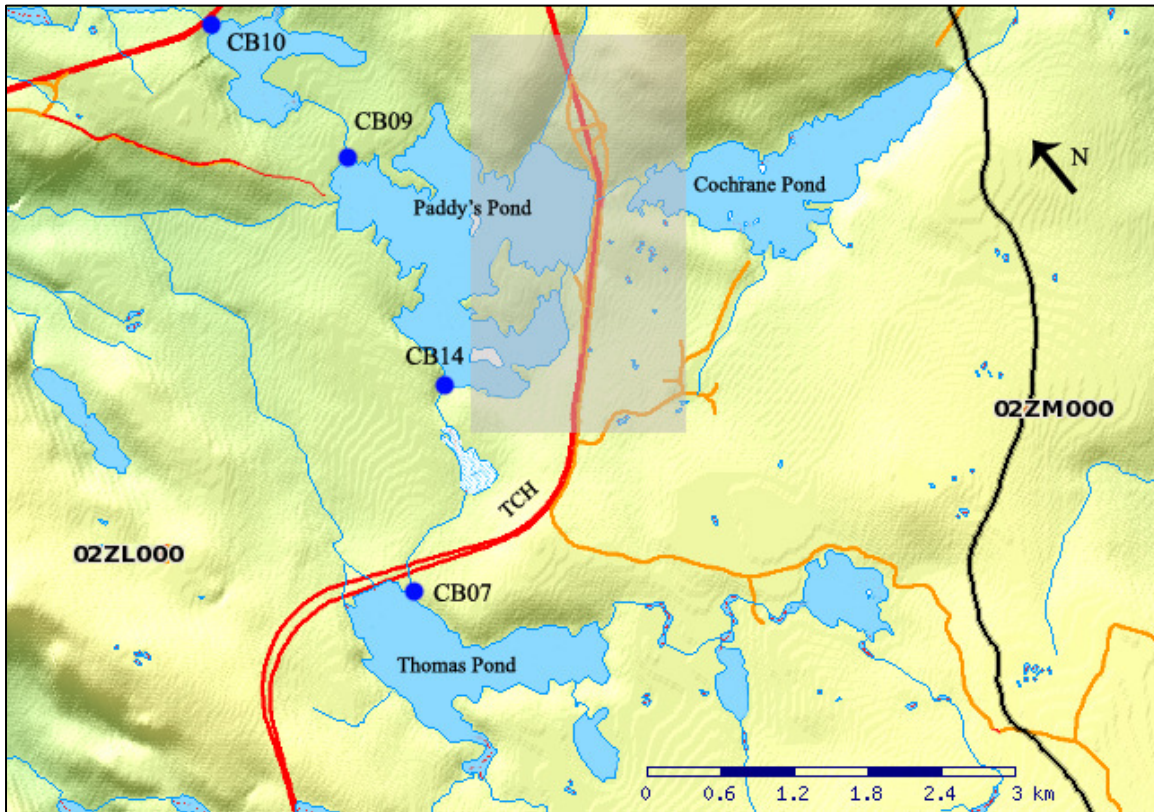 CB10
CB09
N
Cochrane Pond
Paddy's Pond
CB14
02ZM000
TCH
02ZL000
CB07
Thomas Pond
0 0.6 1.2 1.8 2.4 3 km